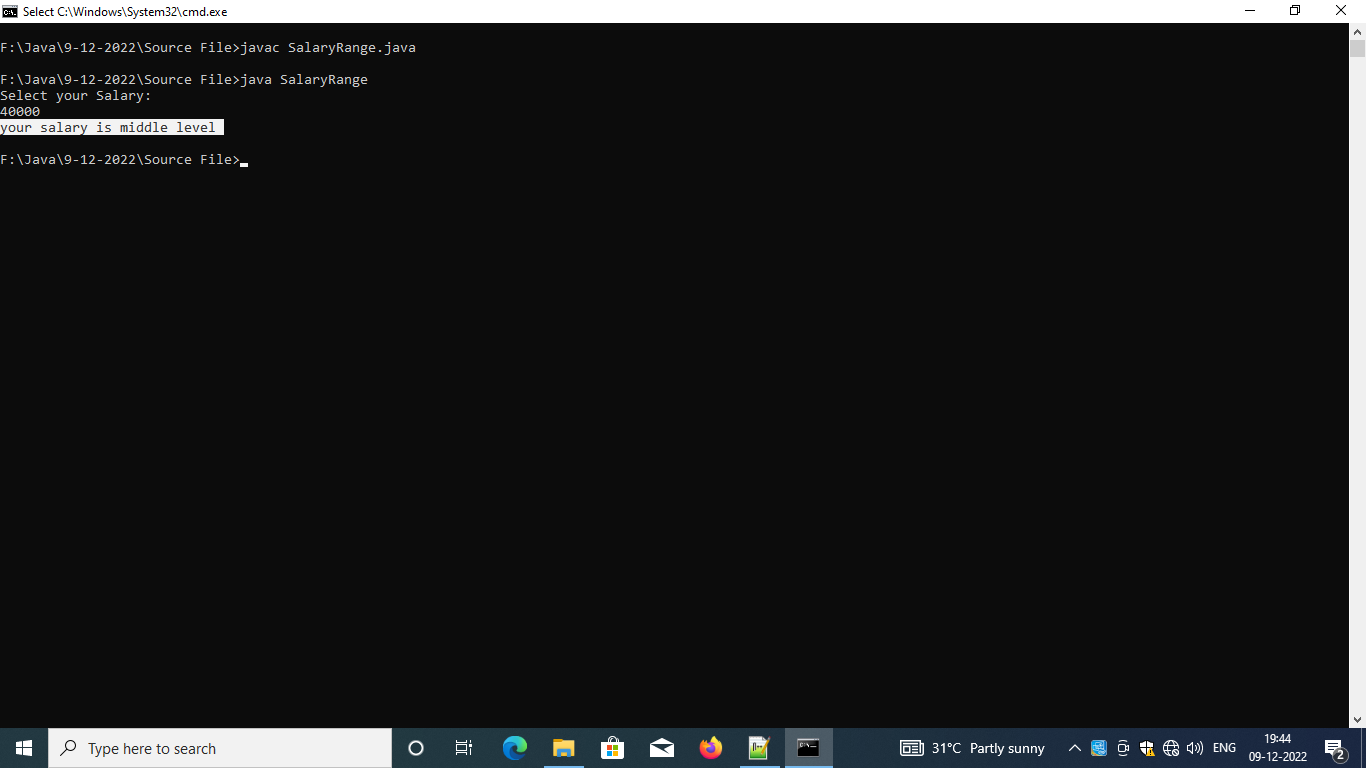 Select C:\Windows\System32\cmd.exe
F:\Java\9-12-2022\Source File>javac SalaryRange.java
F:\Java\9-12-2022\Source File>java SalaryRange
Select your Salary:
40000
your salary is middle level
F:\Java\9-12-2022\Source File>
Type here to search
31°C Partly sunny
ENG
19:44
09-12-2022
2